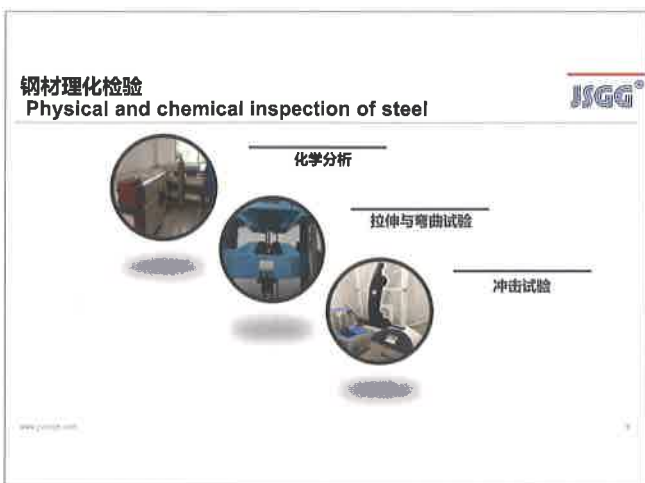 钢材理化检验
Physical and chemical inspection of steel
JSGG®
化学分析
拉伸与弯曲试验
冲击试验